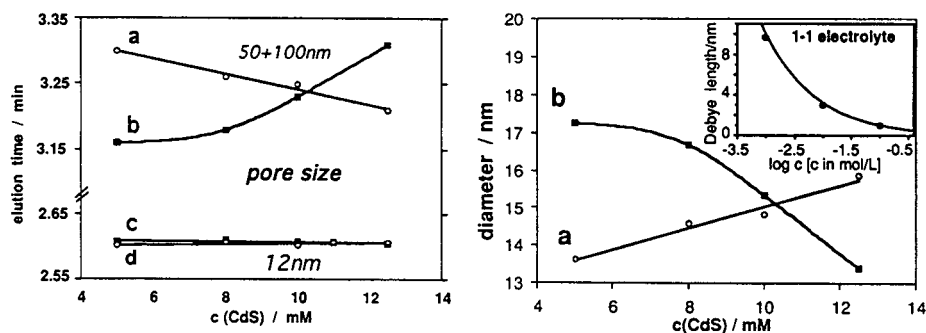 3.35
3.25
3.15
2.65
2.55
elution time / min
a
50+100nm
b
pore size
c
d
12nm
4 6 8 10 12 14
c (CdS) / mM
20
19
18
17
16
15
14
13
diameter / nm
b
a
4 6 8 10 12 14
c(CdS) / mM
1-1 electrolyte
Debye length/nm
8
4
0
-3.5 -2.5 -1.5 -0.5
log c [c in mol/L]